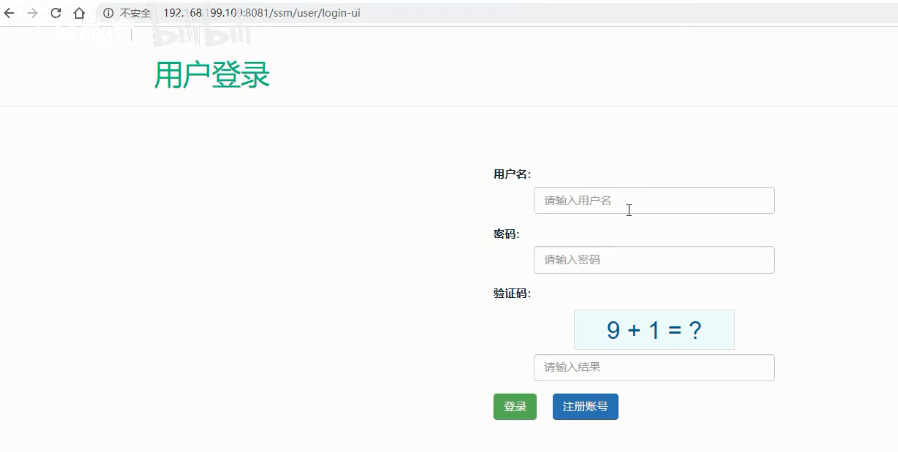 不安全 192.168.199.109:8081/ssm/user/login-ui
bilibili
用户登录
用户名:
请输入用户名
密码:
请输入密码
验证码:
9 + 1 = ?
请输入结果
登录 注册账号